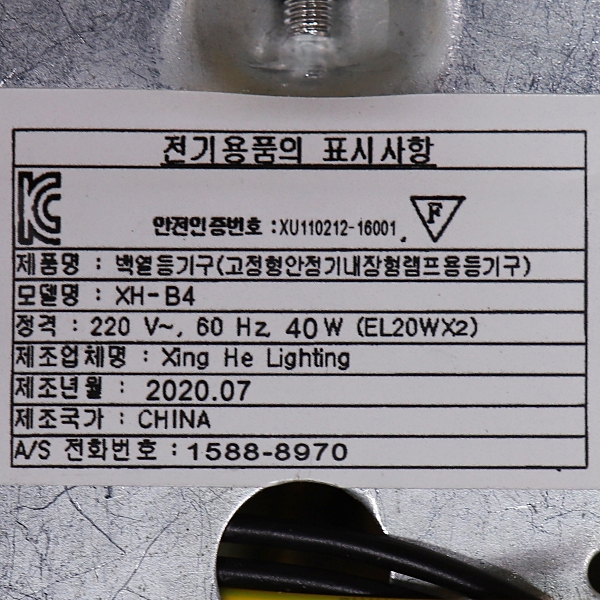 전기용품의 표시사항
KC
안전인증번호 : XU110212-16001 F
제품명 : 백열등기구(고정형안정기내장형램프용등기구)
모델명 : XH-B4
정격 : 220 V~, 60 Hz, 40 W (EL20WX2)
제조업체명 : Xing He Lighting
제조년월 : 2020.07
제조국가 : CHINA
A/S 전화번호 : 1588-8970